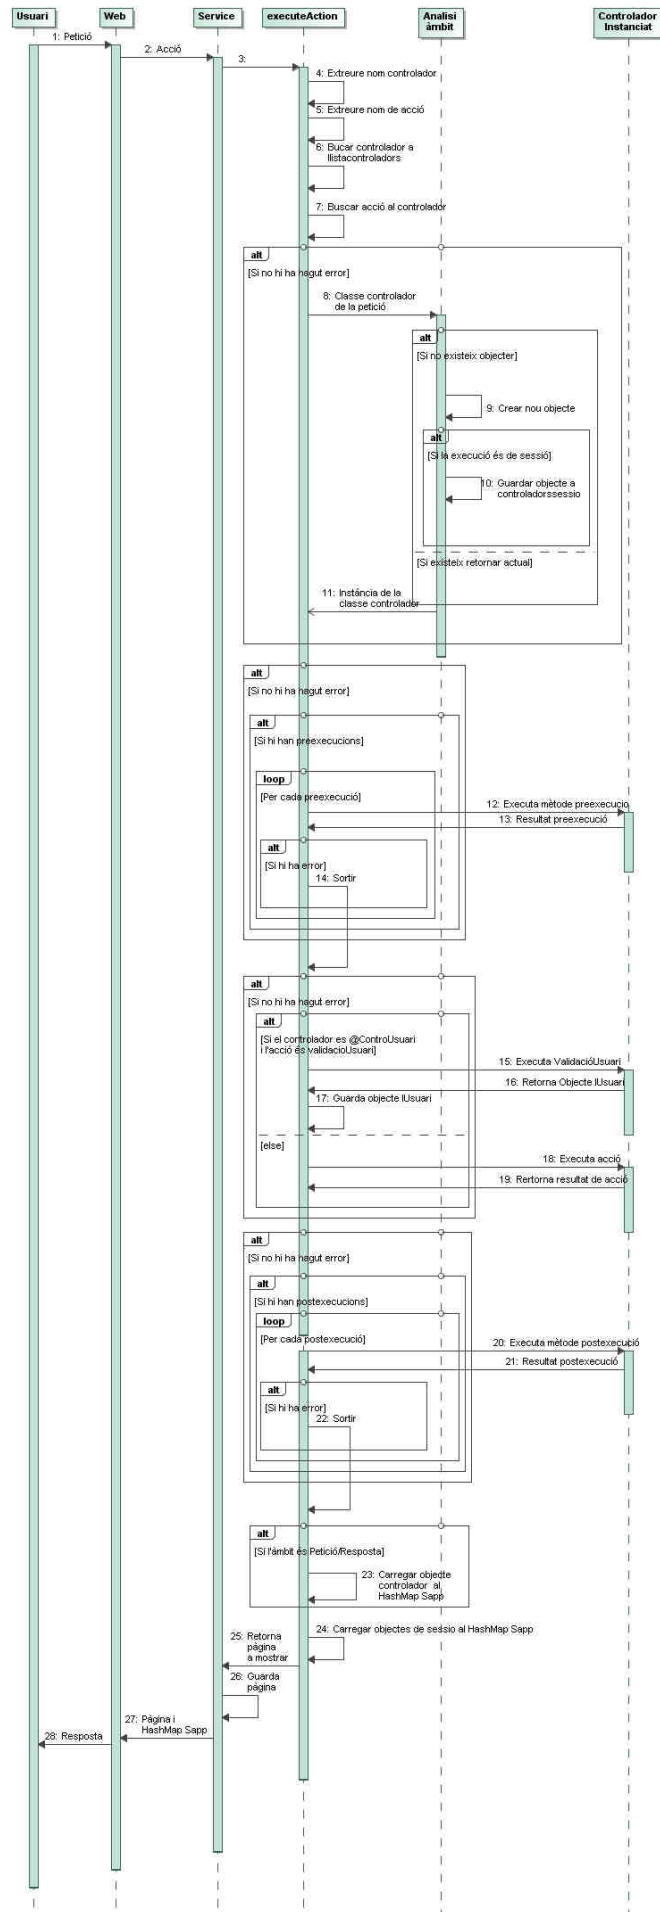 Usuari
Web
Service
executeAction
Analisi
àmbit
Controlador
Instanciat
1: Petició
2: Acció
3:
4: Extreure nom controlador
5: Extreure nom de acció
6: Bucar controlador a
llistacontroladors
7: Buscar acció al controlador
alt
[Si no hi ha hagut error]
8: Classe controlador
de la petició
alt
[Si no existeix objecter]
9: Crear nou objecte
alt
[Si la execució és de sessió]
10: Guardar objecte a
controladorssessio
[Si existeix retornar actual]
11: Instáncia de la
classe controlador
alt
[Si no hi ha hagut error]
alt
[Si hi han preexecucions]
loop
[Per cada preexecució]
12: Executa mètode preexecucio
13: Resultat preexecució
alt
[Si hi ha error]
14: Sortir
alt
[Si no hi ha hagut error]
alt
[Si el controlador es @ControUsuari
i l'acció és validacioUsuari]
15: Executa ValidacióUsuari
16: Retorna Objecte IUsuari
17: Guarda objecte IUsuari
[else]
18: Executa acció
19: Rertorna resultat de acció
alt
[Si no hi ha hagut error]
alt
[Si hi han postexecucions]
loop
[Per cada postexecució]
20: Executa mètode postexecució
21: Resultat postexecució
alt
[Si hi ha error]
22: Sortir
alt
[Si l'àmbit és Petició/Resposta]
23: Carregar objecte
controlador al
HashMap Sapp
24: Carregar objectes de sessio al HashMap Sapp
25: Retorna
pàgina
a mostrar
26: Guarda
pàgina
27: Pàgina i
HashMap Sapp
28: Resposta